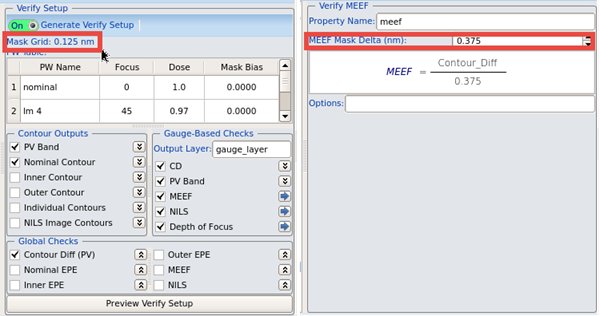 Verify Setup
On Generate Verify Setup
Mask Grid: 0.125 nm
PW Table:
PW Name Focus Dose Mask Bias
1 nominal 0 1.0 0.0000
2 lm 4 45 0.97 0.0000
Contour Outputs
PV Band
Nominal Contour
Inner Contour
Outer Contour
Individual Contours
NILS Image Contours
Gauge-Based Checks
Output Layer: gauge_layer
CD
PV Band
MEEF
NILS
Depth of Focus
Global Checks
Contour Diff (PV) Outer EPE
Nominal EPE MEEF
Inner EPE NILS
Preview Verify Setup
Verify MEEF
Property Name: meef
MEEF Mask Delta (nm): 0.375
MEEF = Contour_Diff
0.375
Options: